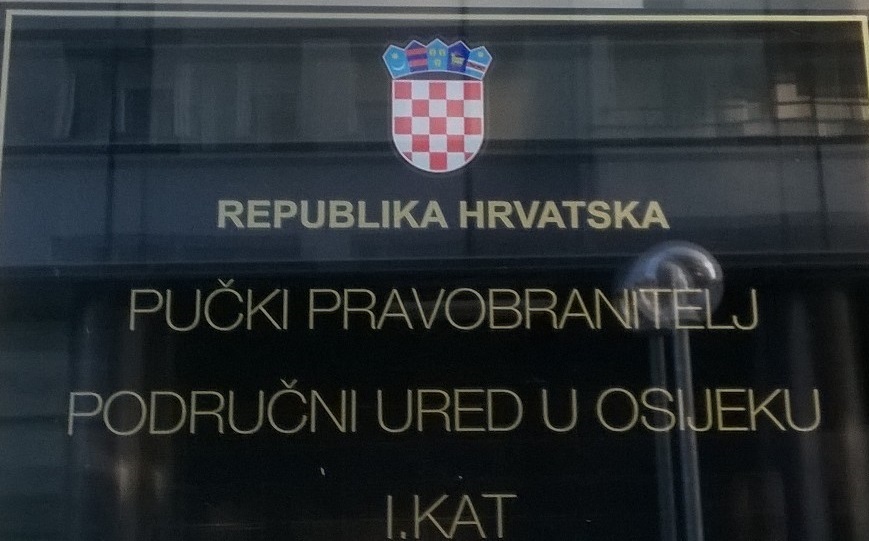 REPUBLIKA HRVATSKA
PUČKI PRAVOBRANITELJ
PODRUČNI URED U OSIJEKU
I.KAT